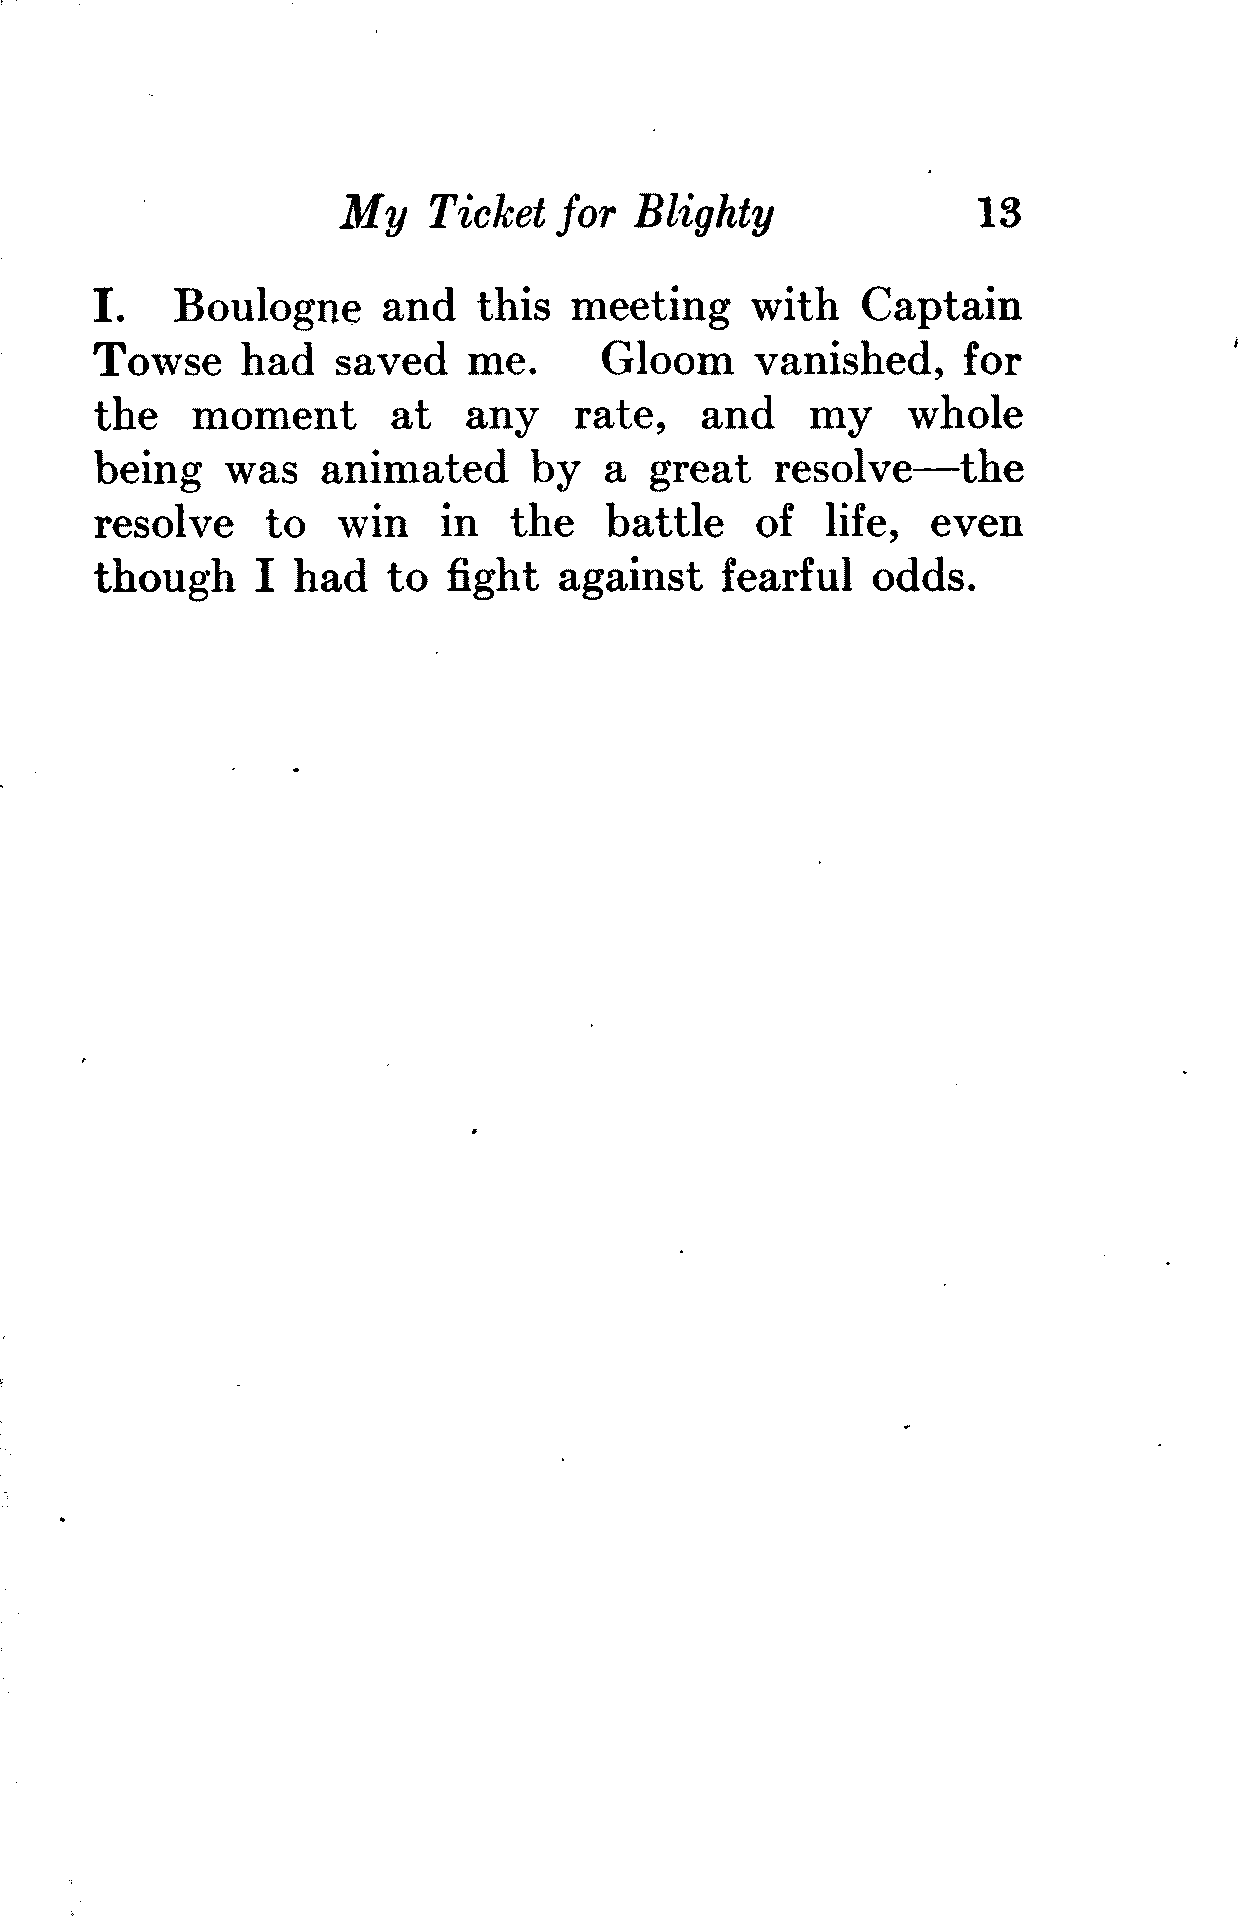 My Ticket for Blighty 13
I. Boulogne and this meeting with Captain
Towse had saved me. Gloom vanished, for
the moment at any rate, and my whole
being was animated by a great resolve—the
resolve to win in the battle of life, even
though I had to fight against fearful odds.